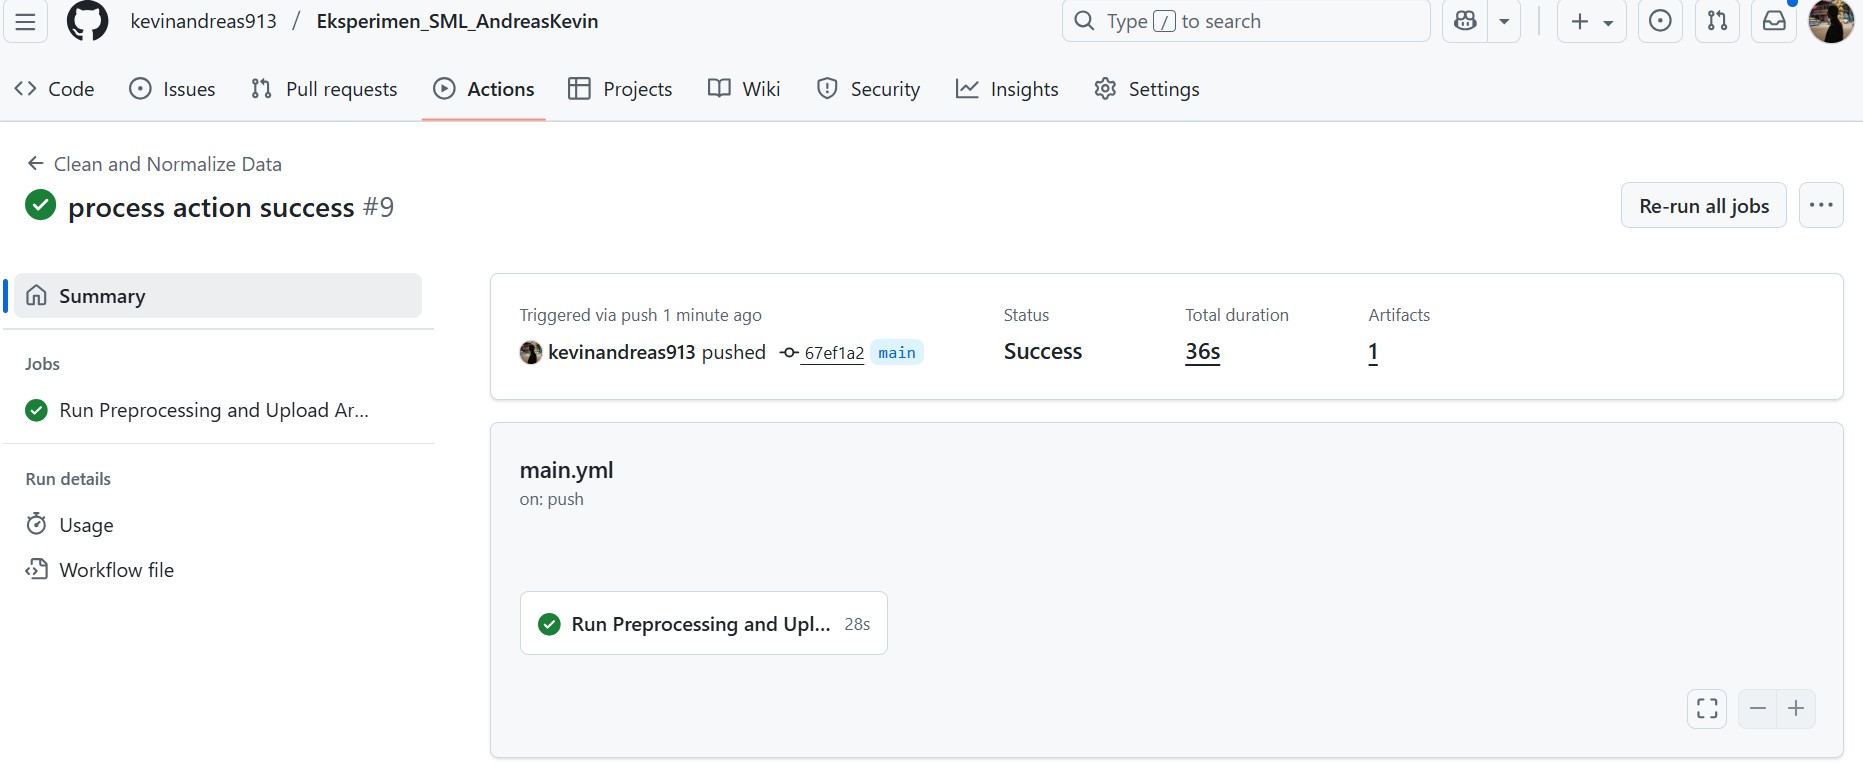 kevinandreas913 / Eksperimen_SML_AndreasKevin
Type / to search
Code Issues Pull requests Actions Projects Wiki Security Insights Settings
Clean and Normalize Data
process action success #9
Re-run all jobs
Summary
Jobs
Run Preprocessing and Upload Ar...
Run details
Usage
Workflow file
Triggered via push 1 minute ago
kevinandreas913 pushed 67ef1a2 main
Status
Success
Total duration
36s
Artifacts
1
main.yml
on: push
Run Preprocessing and Upl... 28s